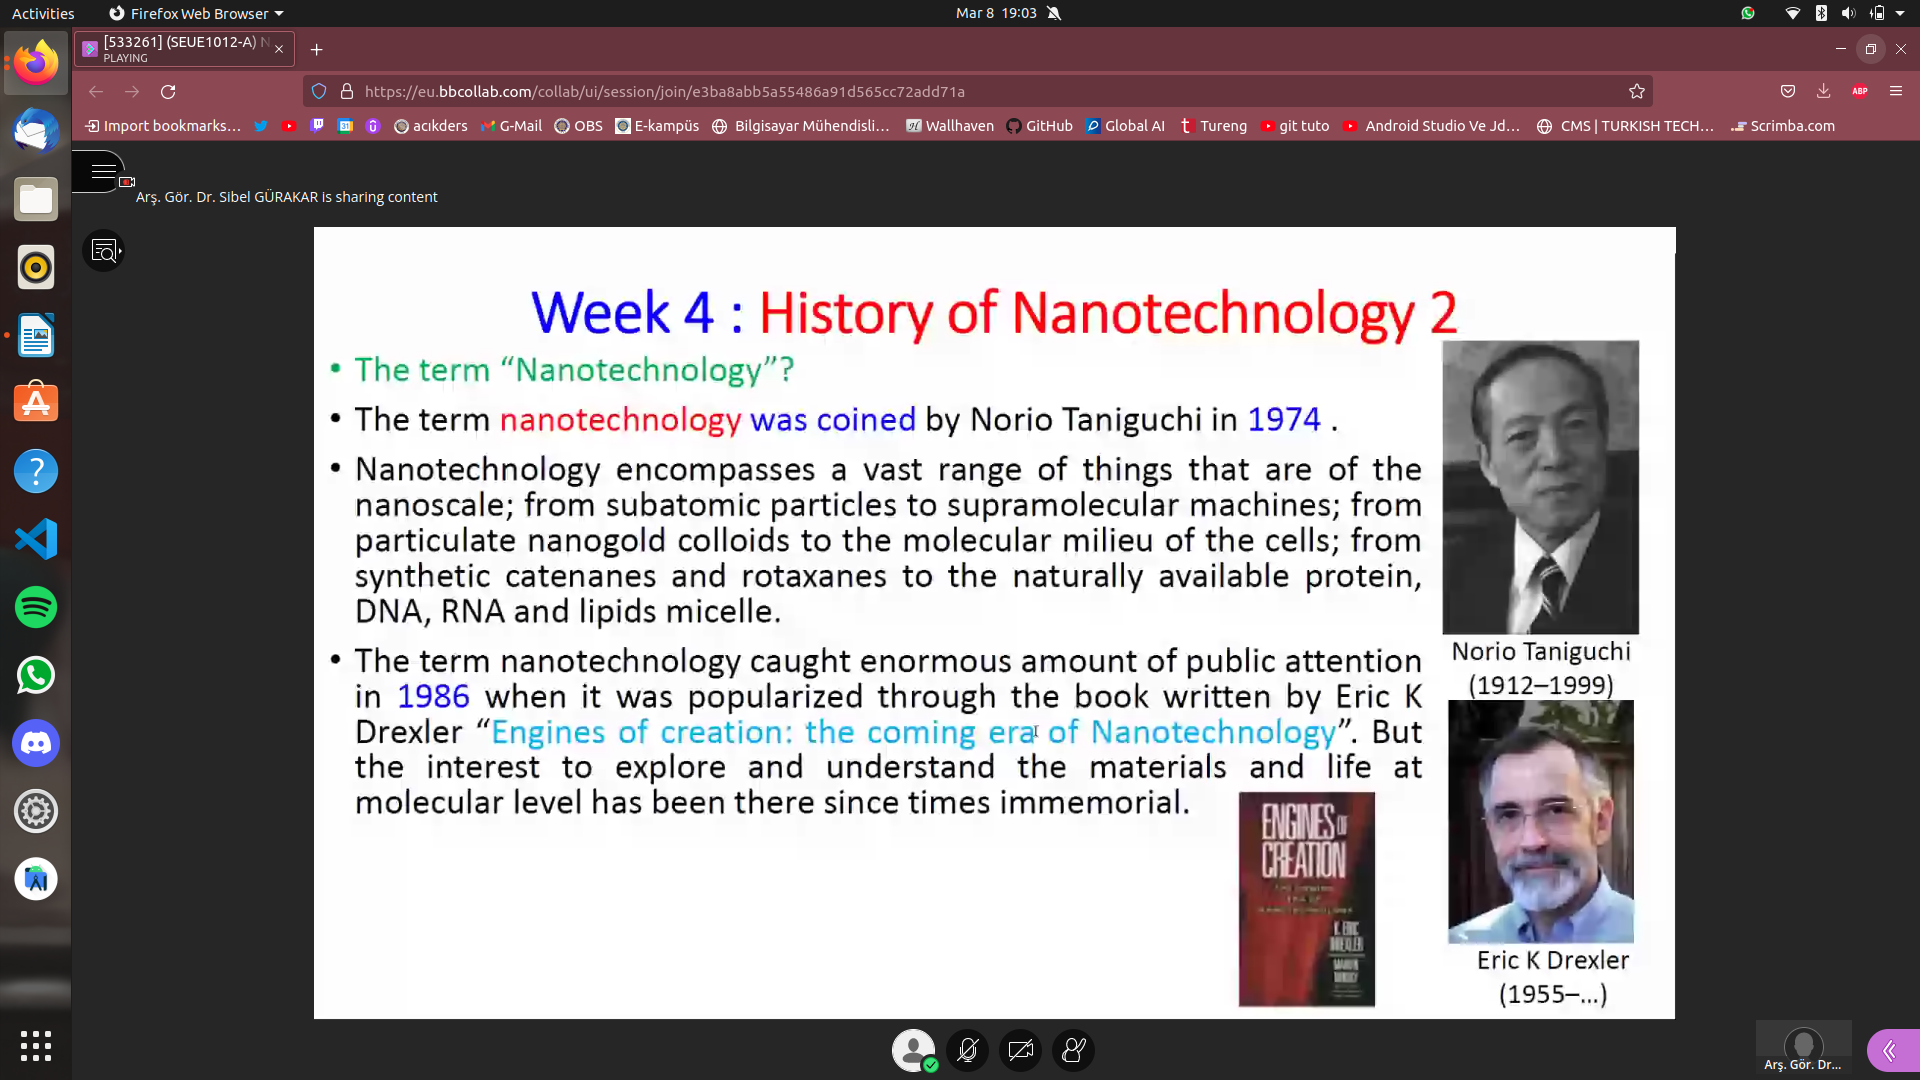 Activities
Firefox Web Browser
Mar 8 19:03
[533261] (SEUE1012-A) N
PLAYING
https://eu.bbcollab.com/collab/ui/session/join/e3ba8abb5a55486a91d565cc72add71a
ABP
Import bookmarks...
acıkders
G-Mail
OBS
E-kampüs
Bilgisayar Mühendisli...
Wallhaven
GitHub
Global AI
Tureng
git tuto
Android Studio Ve Jd...
CMS | TURKISH TECH...
Scrimba.com
Arş. Gör. Dr. Sibel GÜRAKAR is sharing content
Week 4 : History of Nanotechnology 2
• The term “Nanotechnology”?
• The term nanotechnology was coined by Norio Taniguchi in 1974 .
• Nanotechnology encompasses a vast range of things that are of the
nanoscale; from subatomic particles to supramolecular machines; from
particulate nanogold colloids to the molecular milieu of the cells; from
synthetic catenanes and rotaxanes to the naturally available protein,
DNA, RNA and lipids micelle.
• The term nanotechnology caught enormous amount of public attention
in 1986 when it was popularized through the book written by Eric K
Drexler “Engines of creation: the coming era of Nanotechnology”. But
the interest to explore and understand the materials and life at
molecular level has been there since times immemorial.
Norio Taniguchi
(1912–1999)
ENGINES OF
CREATION
K. ERIC
DREXLER
Eric K Drexler
(1955–...)
Arş. Gör. Dr...